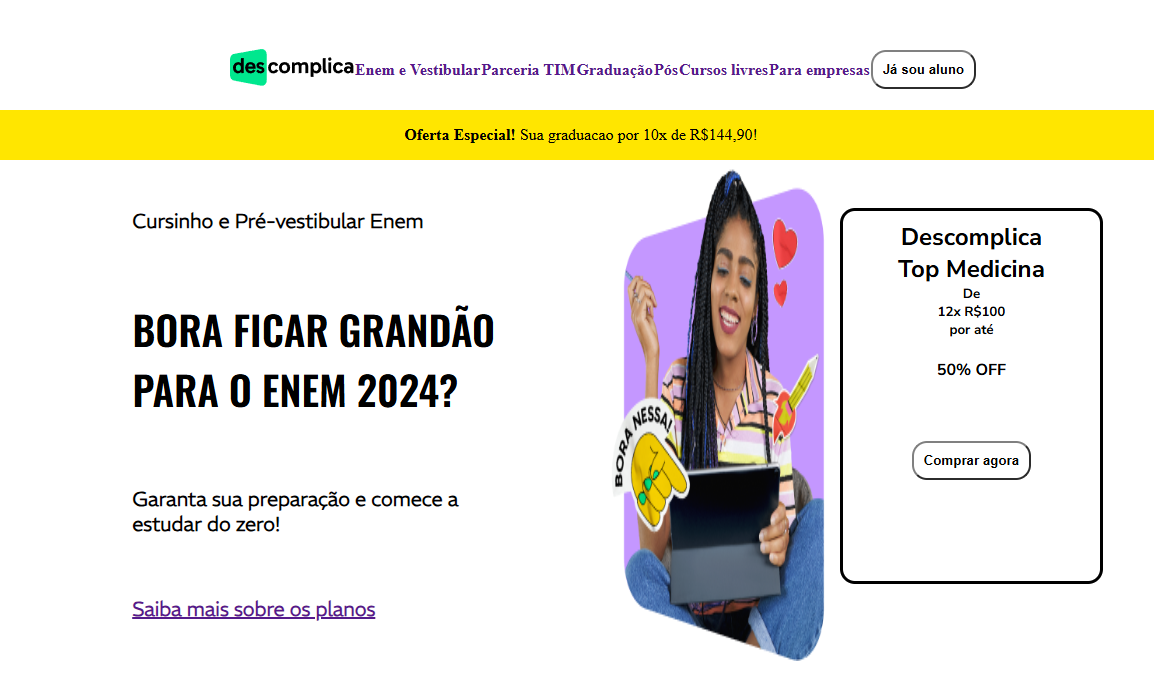 descomplica Enem e Vestibular Parceria TIM Graduação Pós Cursos livres Para empresas Já sou aluno
Oferta Especial! Sua graduacao por 10x de R$144,90!
Cursinho e Pré-vestibular Enem
BORA FICAR GRANDÃO
PARA O ENEM 2024?
Garanta sua preparação e comece a
estudar do zero!
Saiba mais sobre os planos
BORA NESSA!
Descomplica
Top Medicina
De
12x R$100
por até
50% OFF
Comprar agora